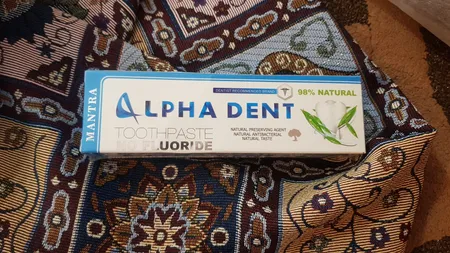 MANTRA
DENTIST RECOMMENDED BRAND
98% NATURAL
ALPHA DENT
TOOTHPASTE
NO FLUORIDE
NATURAL PRESERVING AGENT
NATURAL ANTIBACTERIAL
NATURAL TASTE